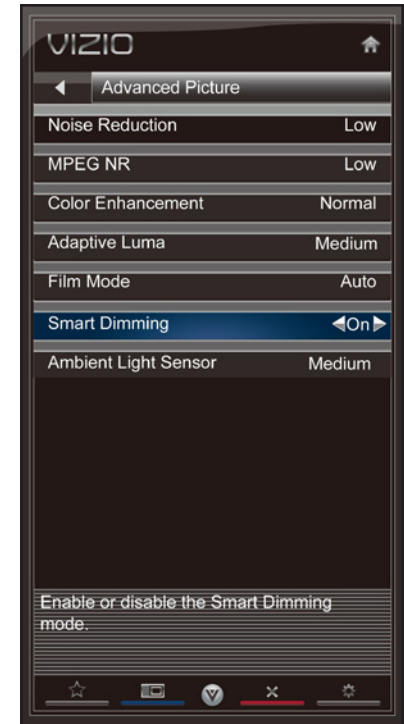 VIZIO
Advanced Picture
Noise Reduction Low
MPEG NR Low
Color Enhancement Normal
Adaptive Luma Medium
Film Mode Auto
Smart Dimming On
Ambient Light Sensor Medium
Enable or disable the Smart Dimming
mode.
V